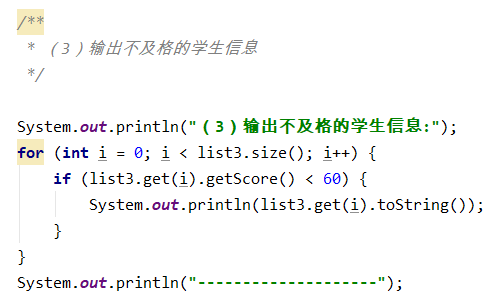 /**
 * （3）输出不及格的学生信息
 */
System.out.println("（3）输出不及格的学生信息:");
for (int i = 0; i < list3.size(); i++) {
    if (list3.get(i).getScore() < 60) {
        System.out.println(list3.get(i).toString());
    }
}
System.out.println("--------------------");